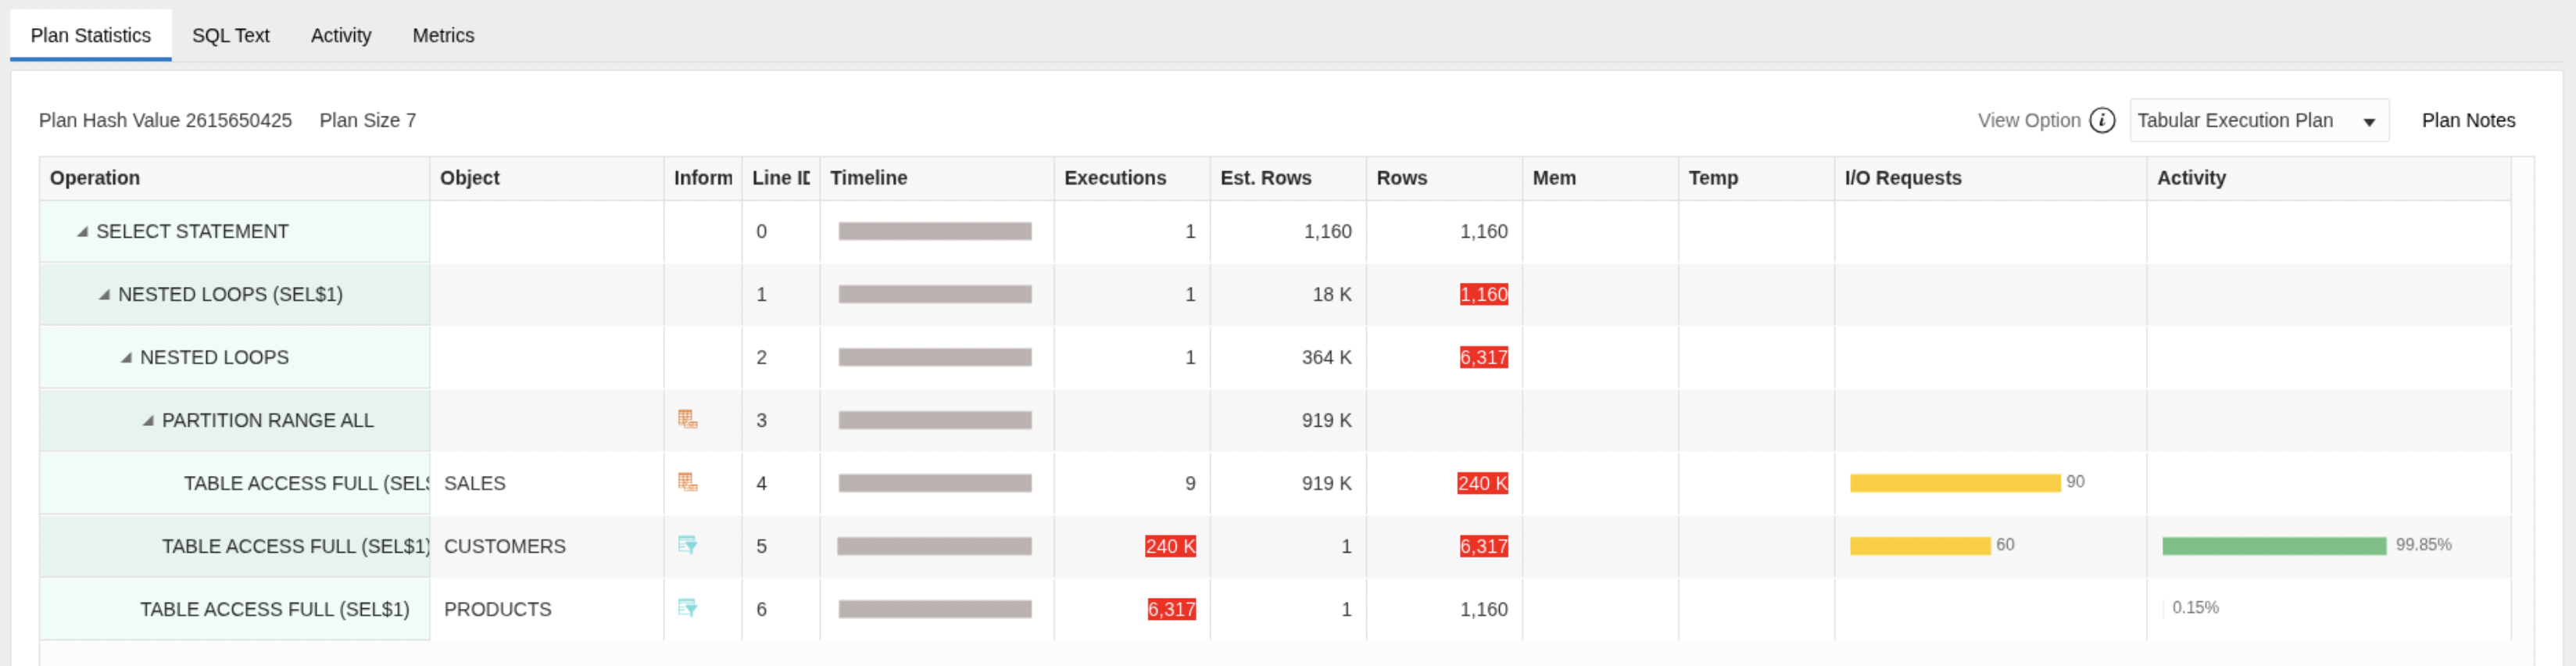 Plan Statistics SQL Text Activity Metrics
Plan Hash Value 2615650425 Plan Size 7 View Option i Tabular Execution Plan Plan Notes
Operation Object Inform Line ID Timeline Executions Est. Rows Rows Mem Temp I/O Requests Activity
SELECT STATEMENT 0 1 1,160 1,160
NESTED LOOPS (SEL$1) 1 1 18 K 1,160
NESTED LOOPS 2 1 364 K 6,317
PARTITION RANGE ALL 3 919 K
TABLE ACCESS FULL (SEL$ SALES 4 9 919 K 240 K 90
TABLE ACCESS FULL (SEL$1) CUSTOMERS 5 240 K 1 6,317 60 99.85%
TABLE ACCESS FULL (SEL$1) PRODUCTS 6 6,317 1 1,160 0.15%